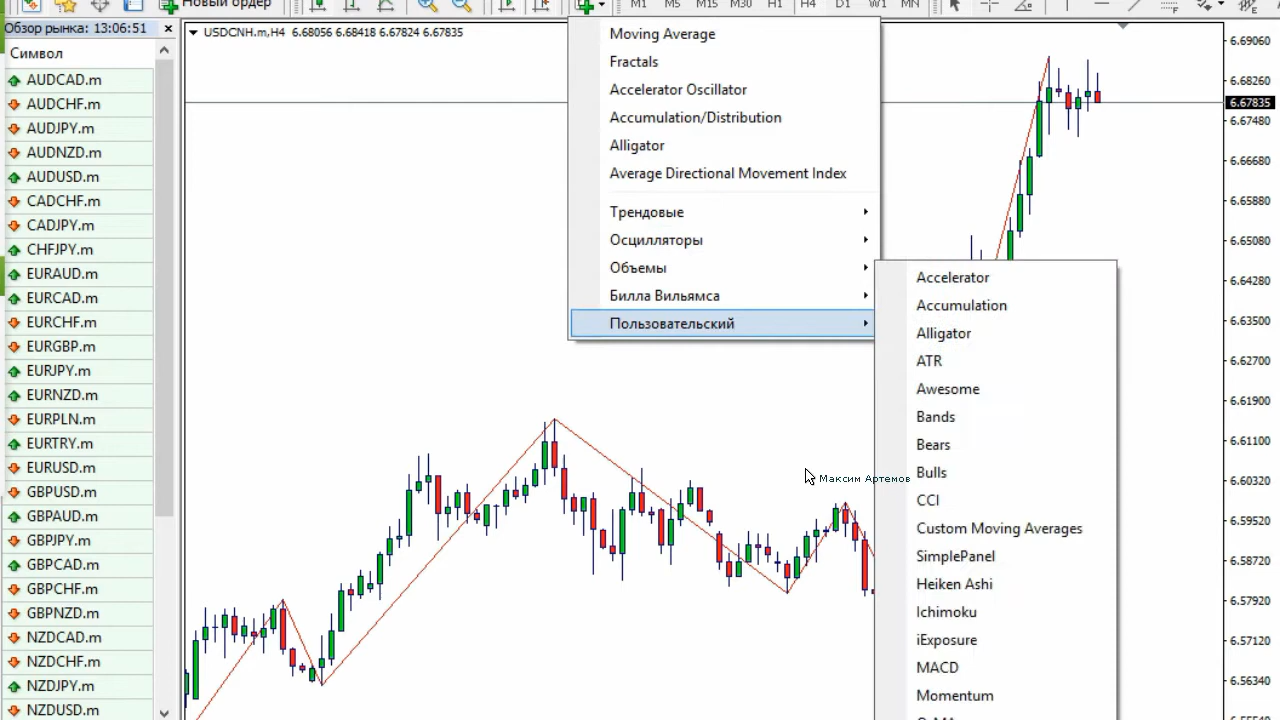 Новый ордер
M1 M5 M15 M30 H1 H4 D1 W1 MN
Обзор рынка: 13:06:51
Символ
AUDCAD.m
AUDCHF.m
AUDJPY.m
AUDNZD.m
AUDUSD.m
CADCHF.m
CADJPY.m
CHFJPY.m
EURAUD.m
EURCAD.m
EURCHF.m
EURGBP.m
EURJPY.m
EURNZD.m
EURPLN.m
EURTRY.m
EURUSD.m
GBPUSD.m
GBPAUD.m
GBPJPY.m
GBPCAD.m
GBPCHF.m
GBPNZD.m
NZDCAD.m
NZDCHF.m
NZDJPY.m
NZDUSD.m
USDCNH.m,H4 6.68056 6.68418 6.67824 6.67835
Moving Average
Fractals
Accelerator Oscillator
Accumulation/Distribution
Alligator
Average Directional Movement Index
Трендовые
Осцилляторы
Объемы
Билла Вильямса
Пользовательский
Accelerator
Accumulation
Alligator
ATR
Awesome
Bands
Bears
Bulls
CCI
Custom Moving Averages
SimplePanel
Heiken Ashi
Ichimoku
iExposure
MACD
Momentum
Максим Артемов
6.69060
6.68260
6.67835
6.67480
6.66680
6.65880
6.65080
6.64280
6.63500
6.62700
6.61900
6.61100
6.60320
6.59520
6.58720
6.57920
6.57120
6.56340